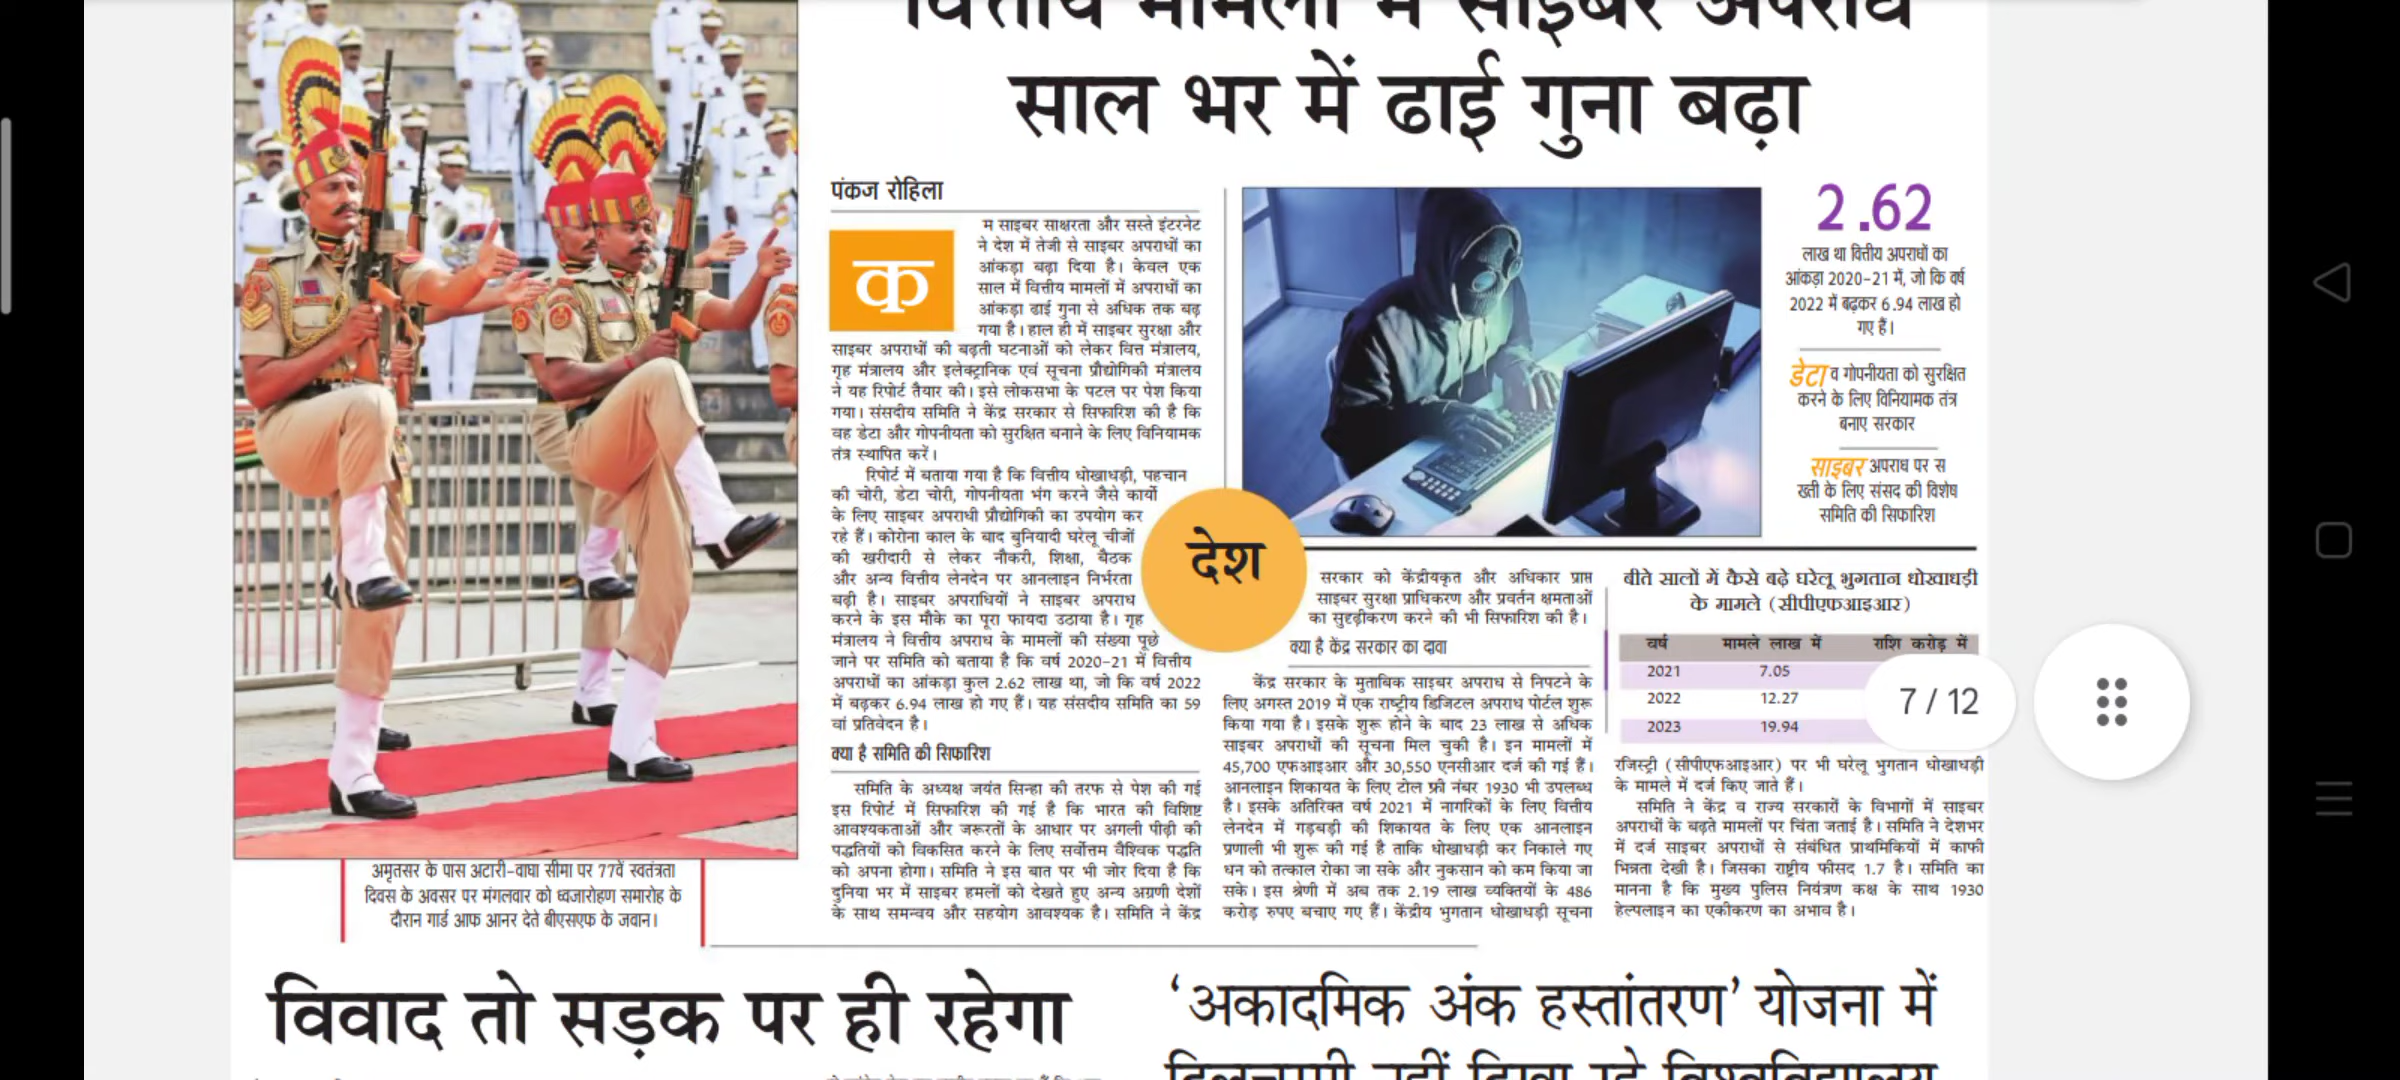 वित्तीय मामलों में साइबर अपराध
साल भर में ढाई गुना बढ़ा
पंकज रोहिला
क
म साइबर साक्षरता और सस्ते इंटरनेट
ने देश में तेजी से साइबर अपराधों का
आंकड़ा बढ़ा दिया है। केवल एक
साल में वित्तीय मामलों में अपराधों का
आंकड़ा ढाई गुना से अधिक तक बढ़
गया है। हाल ही में साइबर सुरक्षा और
साइबर अपराधों की बढ़ती घटनाओं को लेकर वित्त मंत्रालय,
गृह मंत्रालय और इलेक्ट्रानिक एवं सूचना प्रौद्योगिकी मंत्रालय
ने यह रिपोर्ट तैयार की। इसे लोकसभा के पटल पर पेश किया
गया। संसदीय समिति ने केंद्र सरकार से सिफारिश की है कि
वह डेटा और गोपनीयता को सुरक्षित बनाने के लिए विनियामक
तंत्र स्थापित करें।
रिपोर्ट में बताया गया है कि वित्तीय धोखाधड़ी, पहचान
की चोरी, डेटा चोरी, गोपनीयता भंग करने जैसे कार्यो
के लिए साइबर अपराधी प्रौद्योगिकी का उपयोग कर
रहे हैं। कोरोना काल के बाद बुनियादी घरेलू चीजों
की खरीदारी से लेकर नौकरी, शिक्षा, बैठक
और अन्य वित्तीय लेनदेन पर आनलाइन निर्भरता
बढ़ी है। साइबर अपराधियों ने साइबर अपराध
करने के इस मौके का पूरा फायदा उठाया है। गृह
मंत्रालय ने वित्तीय अपराध के मामलों की संख्या पूछे
जाने पर समिति को बताया है कि वर्ष 2020-21 में वित्तीय
अपराधों का आंकड़ा कुल 2.62 लाख था, जो कि वर्ष 2022
में बढ़कर 6.94 लाख हो गए हैं। यह संसदीय समिति का 59
वां प्रतिवेदन है।
क्या है समिति की सिफारिश
समिति के अध्यक्ष जयंत सिन्हा की तरफ से पेश की गई
इस रिपोर्ट में सिफारिश की गई है कि भारत की विशिष्ट
आवश्यकताओं और जरूरतों के आधार पर अगली पीढ़ी की
पद्धतियों को विकसित करने के लिए सर्वोत्तम वैश्विक पद्धति
को अपना होगा। समिति ने इस बात पर भी जोर दिया है कि
दुनिया भर में साइबर हमलों को देखते हुए अन्य अग्रणी देशों
के साथ समन्वय और सहयोग आवश्यक है। समिति ने केंद्र
देश
सरकार को केंद्रीयकृत और अधिकार प्राप्त
साइबर सुरक्षा प्राधिकरण और प्रवर्तन क्षमताओं
का सुदृढ़ीकरण करने की भी सिफारिश की है।
क्या है केंद्र सरकार का दावा
केंद्र सरकार के मुताबिक साइबर अपराध से निपटने के
लिए अगस्त 2019 में एक राष्ट्रीय डिजिटल अपराध पोर्टल शुरू
किया गया है। इसके शुरू होने के बाद 23 लाख से अधिक
साइबर अपराधों की सूचना मिल चुकी है। इन मामलों में
45,700 एफआइआर और 30,550 एनसीआर दर्ज की गई हैं।
आनलाइन शिकायत के लिए टोल फ्री नंबर 1930 भी उपलब्ध
है। इसके अतिरिक्त वर्ष 2021 में नागरिकों के लिए वित्तीय
लेनदेन में गड़बड़ी की शिकायत के लिए एक आनलाइन
प्रणाली भी शुरू की गई है ताकि धोखाधड़ी कर निकाले गए
धन को तत्काल रोका जा सके और नुकसान को कम किया जा
सके। इस श्रेणी में अब तक 2.19 लाख व्यक्तियों के 486
करोड़ रुपए बचाए गए हैं। केंद्रीय भुगतान धोखाधड़ी सूचना
2.62
लाख था वित्तीय अपराधों का
आंकड़ा 2020-21 में, जो कि वर्ष
2022 में बढ़कर 6.94 लाख हो
गए हैं।
डेटा व गोपनीयता को सुरक्षित
करने के लिए विनियामक तंत्र
बनाए सरकार
साइबर अपराध पर स
ख्ती के लिए संसद की विशेष
समिति की सिफारिश
बीते सालों में कैसे बढ़े घरेलू भुगतान धोखाधड़ी
के मामले (सीपीएफआइआर)
वर्ष मामले लाख में राशि करोड़ में
2021 7.05
2022 12.27
2023 19.94
7 / 12
रजिस्ट्री (सीपीएफआइआर) पर भी घरेलू भुगतान धोखाधड़ी
के मामले में दर्ज किए जाते हैं।
समिति ने केंद्र व राज्य सरकारों के विभागों में साइबर
अपराधों के बढ़ते मामलों पर चिंता जताई है। समिति ने देशभर
में दर्ज साइबर अपराधों से संबंधित प्राथमिकियों में काफी
भिन्नता देखी है। जिसका राष्ट्रीय फीसद 1.7 है। समिति का
मानना है कि मुख्य पुलिस नियंत्रण कक्ष के साथ 1930
हेल्पलाइन का एकीकरण का अभाव है।
अमृतसर के पास अटारी-वाघा सीमा पर 77वें स्वतंत्रता
दिवस के अवसर पर मंगलवार को ध्वजारोहण समारोह के
दौरान गार्ड आफ आनर देते बीएसएफ के जवान।
विवाद तो सड़क पर ही रहेगा
'अकादमिक अंक हस्तांतरण' योजना में
दिलचस्पी नहीं दिखा रहे विश्वविद्यालय